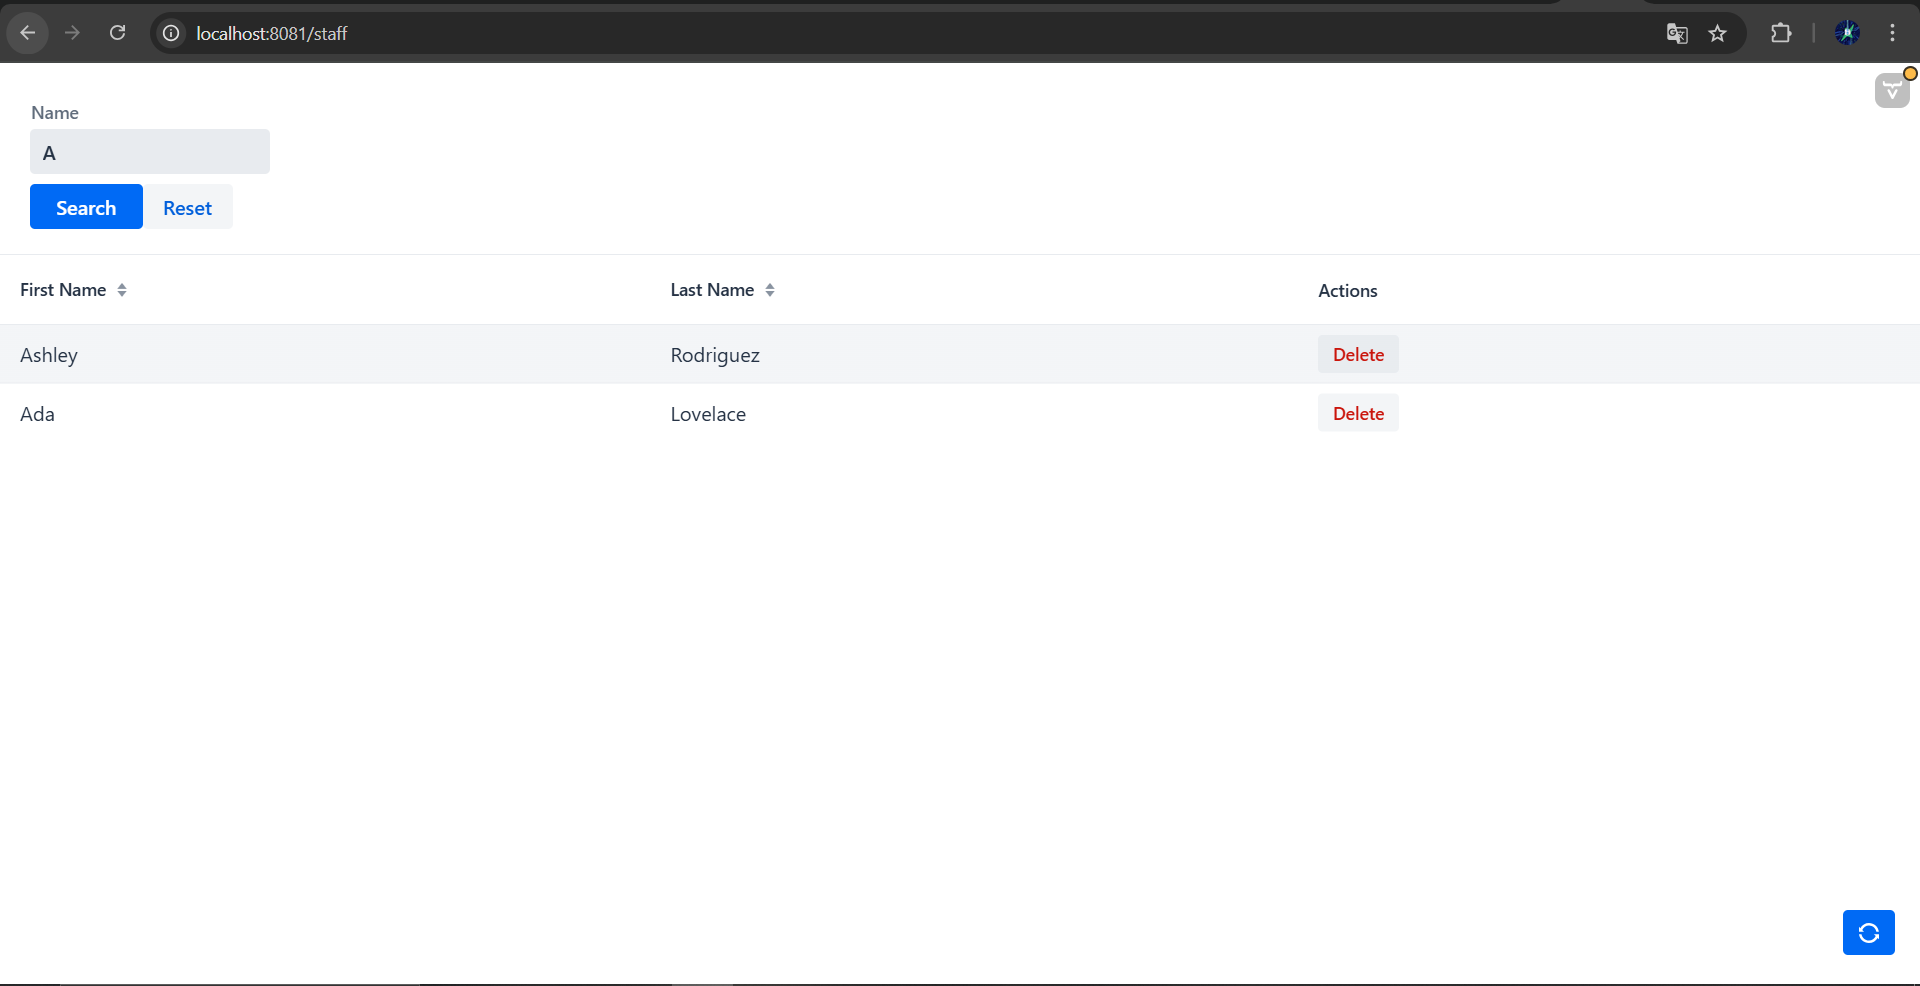 localhost:8081/staff
Name
A
Search Reset
First Name Last Name Actions
Ashley Rodriguez Delete
Ada Lovelace Delete